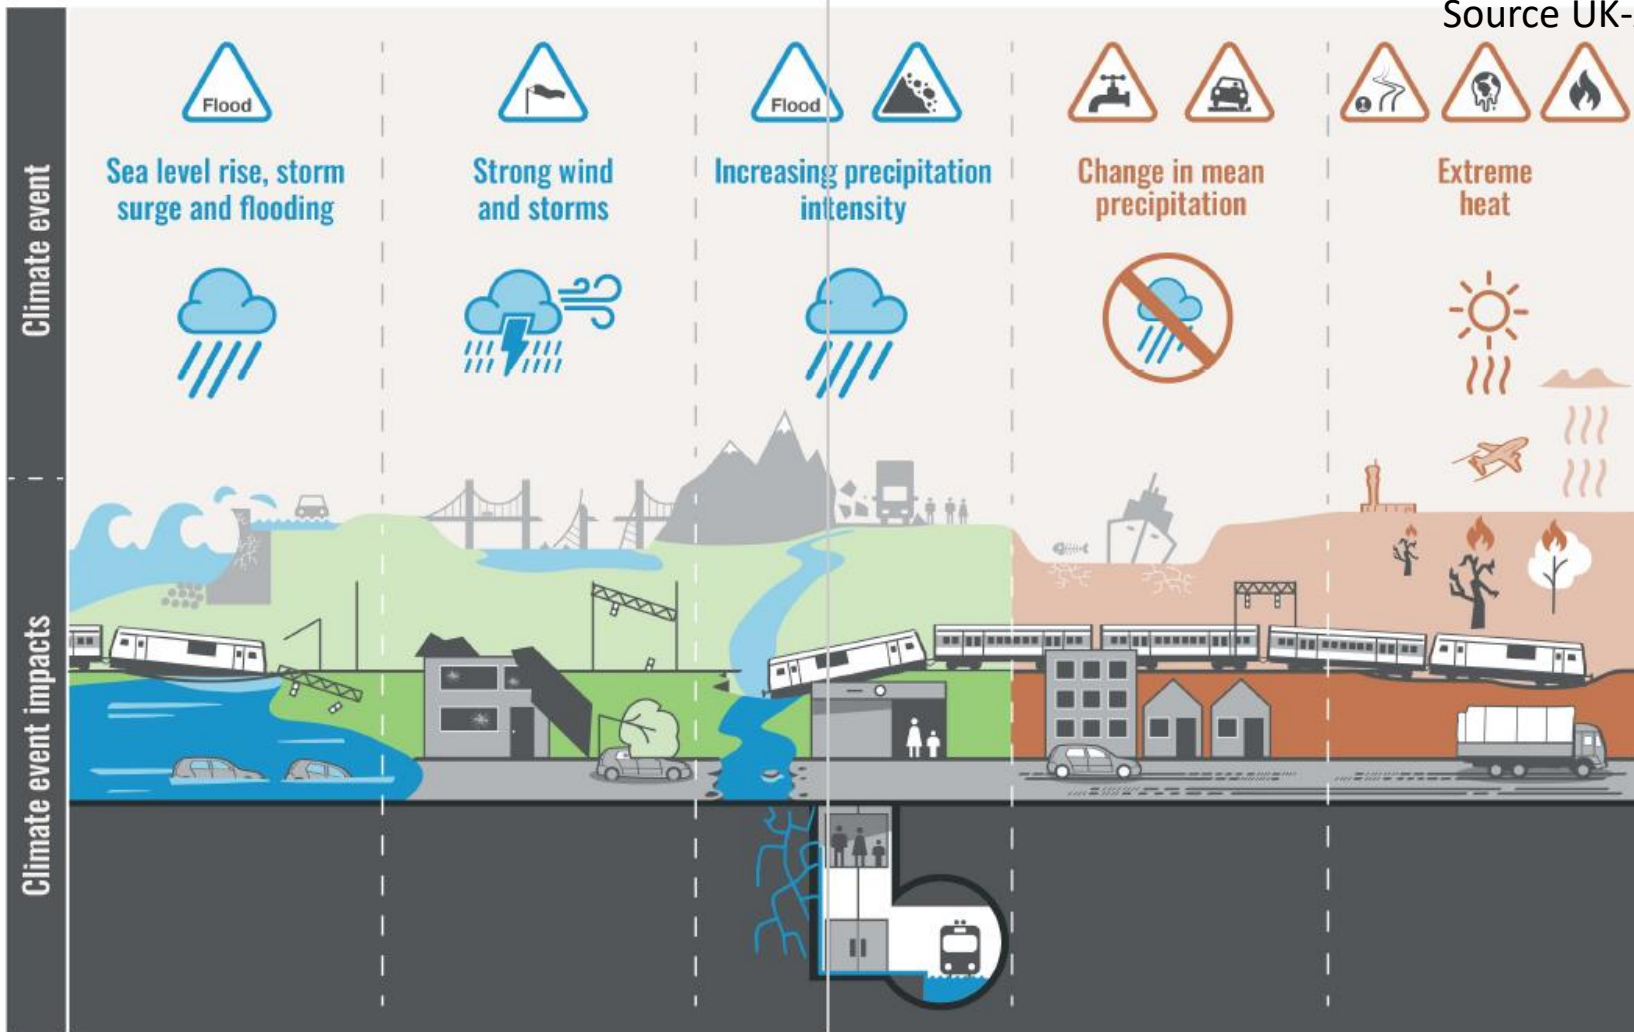 Source UK-
Climate event
Flood
Flood
Sea level rise, storm
surge and flooding
Strong wind
and storms
Increasing precipitation
intensity
Change in mean
precipitation
Extreme
heat
Climate event impacts